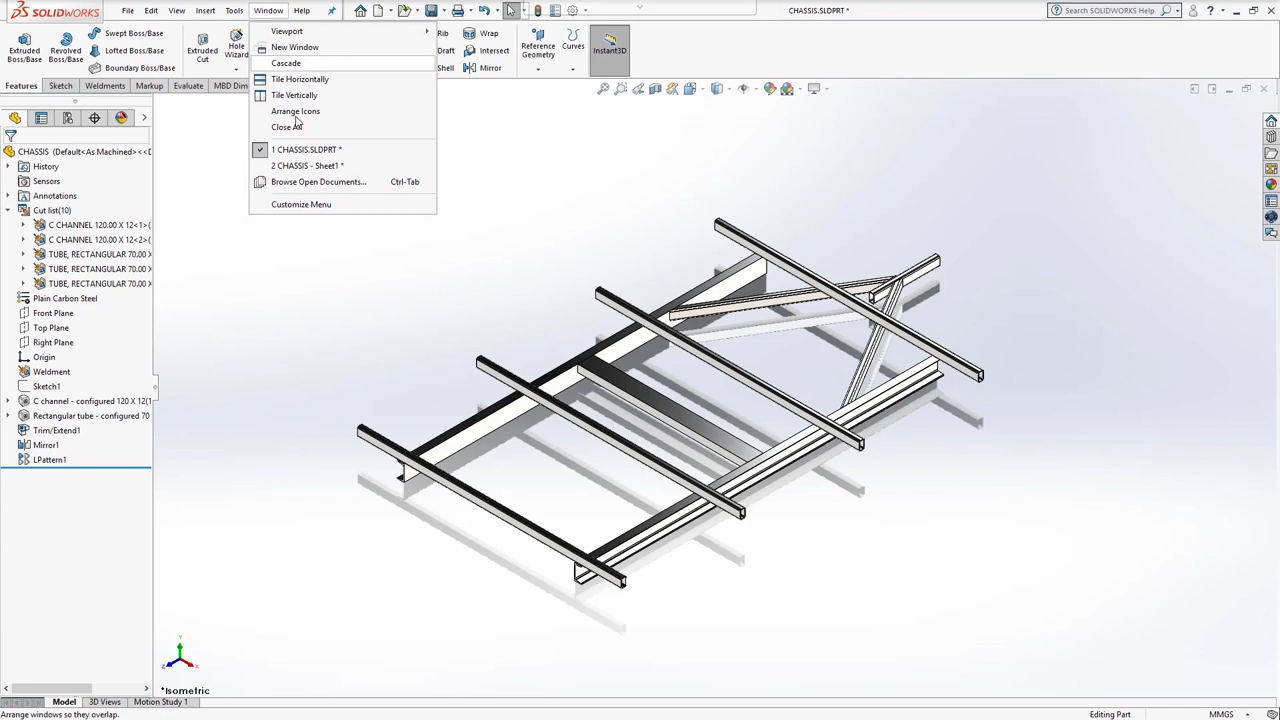 SOLIDWORKS
File Edit View Insert Tools Window Help
CHASSIS.SLDPRT *
Search SOLIDWORKS Help
Extruded Boss/Base
Revolved Boss/Base
Swept Boss/Base
Lofted Boss/Base
Boundary Boss/Base
Extruded Cut
Hole Wizard
Rib
Draft
Shell
Wrap
Intersect
Mirror
Reference Geometry
Curves
Instant3D
Viewport
New Window
Cascade
Tile Horizontally
Tile Vertically
Arrange Icons
Close All
1 CHASSIS.SLDPRT *
2 CHASSIS - Sheet1 *
Browse Open Documents... Ctrl-Tab
Customize Menu
Features Sketch Weldments Markup Evaluate MBD Dim
CHASSIS (Default<As Machined><<D
History
Sensors
Annotations
Cut list(10)
C CHANNEL 120.00 X 12<1>(
C CHANNEL 120.00 X 12<2>(
TUBE, RECTANGULAR 70.00 X
TUBE, RECTANGULAR 70.00 X
TUBE, RECTANGULAR 70.00 X
Plain Carbon Steel
Front Plane
Top Plane
Right Plane
Origin
Weldment
Sketch1
C channel - configured 120 X 12(1
Rectangular tube - configured 70
Trim/Extend1
Mirror1
LPattern1
Y
Z X
*Isometric
Model 3D Views Motion Study 1
Arrange windows so they overlap.
Editing Part
MMGS